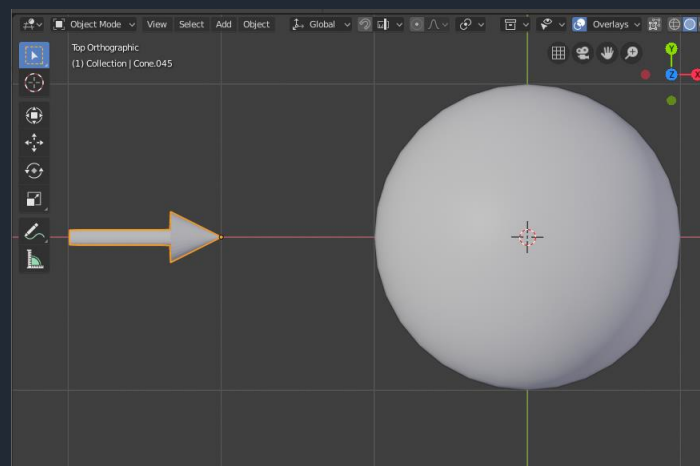 Object Mode View Select Add Object Global Overlays
Top Orthographic
(1) Collection | Cone.045
Y
Z
X